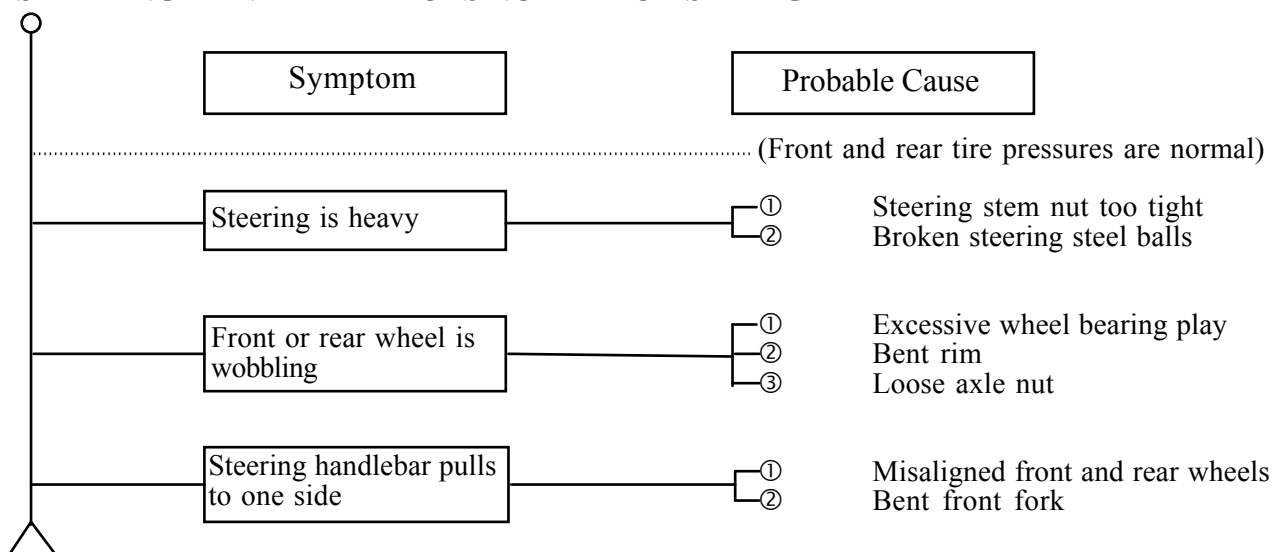 Symptom
Probable Cause
(Front and rear tire pressures are normal)
Steering is heavy
① Steering stem nut too tight
② Broken steering steel balls
Front or rear wheel is
wobbling
① Excessive wheel bearing play
② Bent rim
③ Loose axle nut
Steering handlebar pulls
to one side
① Misaligned front and rear wheels
② Bent front fork